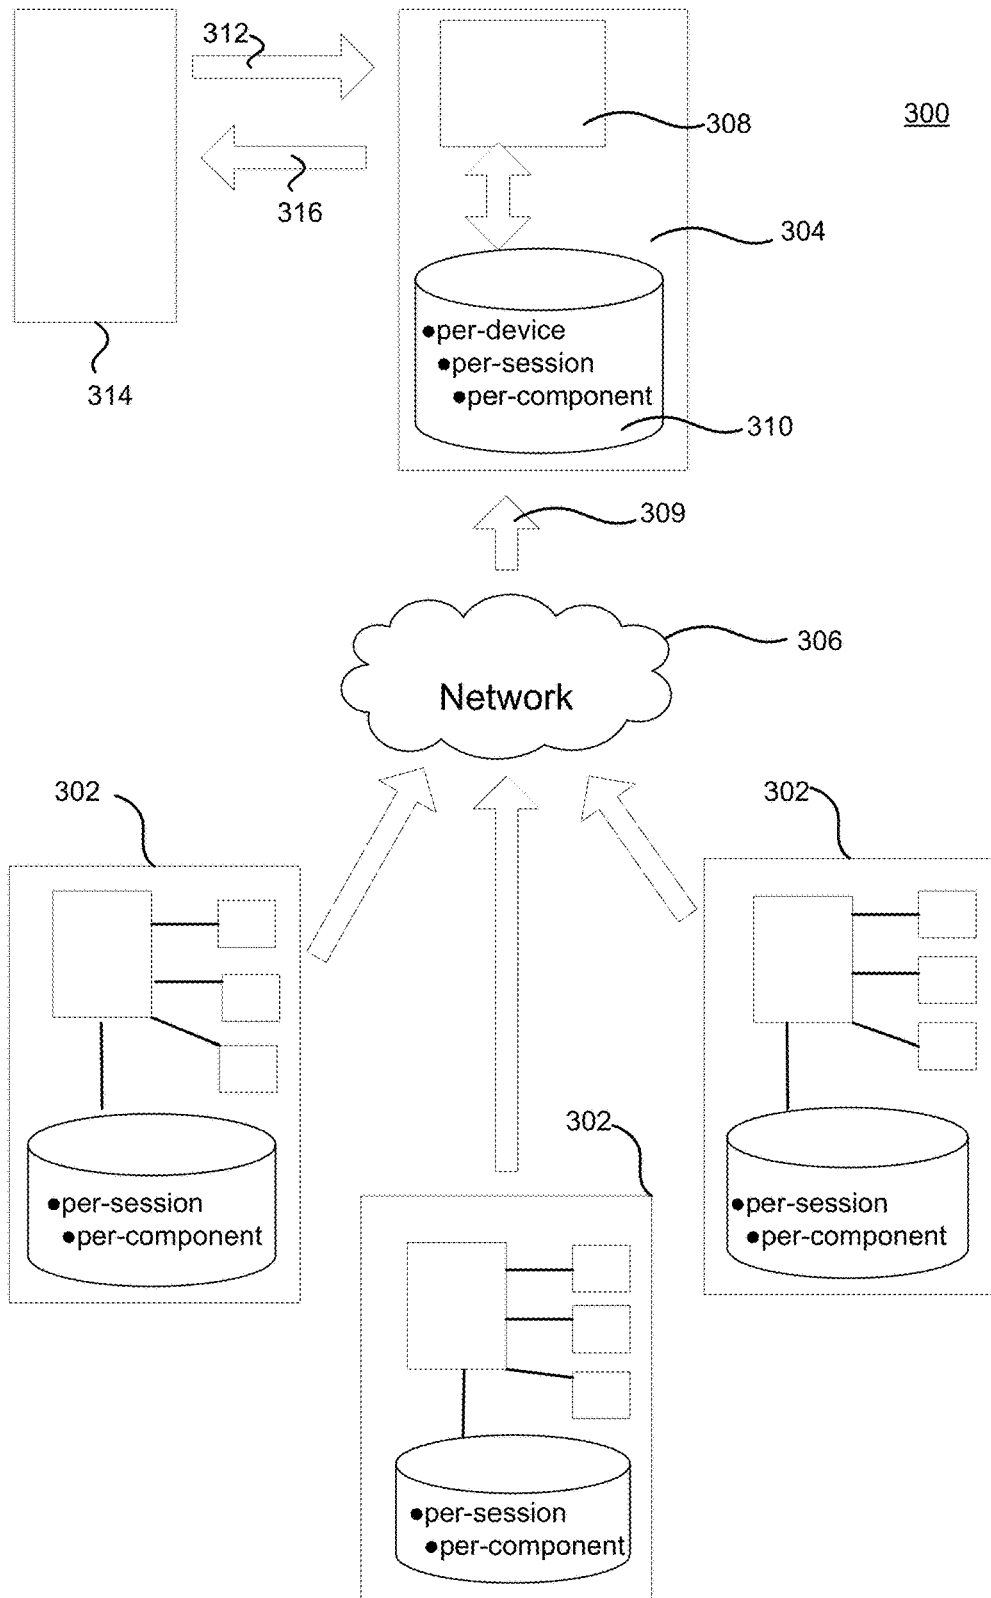 312
308
300
316
304
●per-device
●per-session
●per-component
310
314
309
306
Network
302
302
●per-session
●per-component
●per-session
●per-component
302
●per-session
●per-component